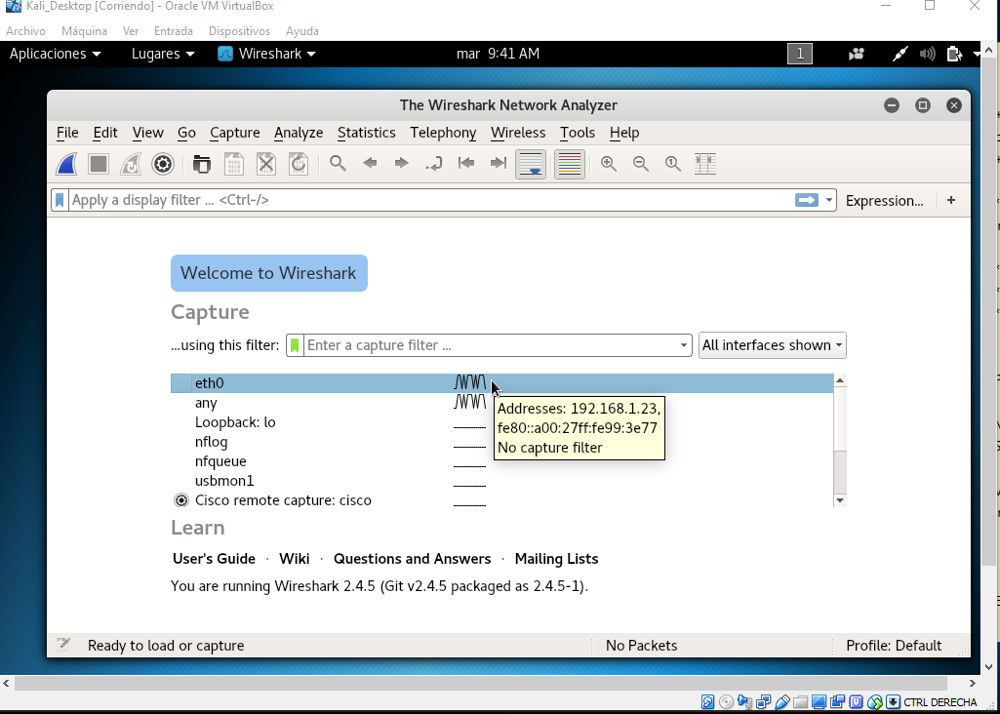 Kali_Desktop [Corriendo] - Oracle VM VirtualBox
Archivo Máquina Ver Entrada Dispositivos Ayuda
Aplicaciones Lugares Wireshark mar 9:41 AM 1
The Wireshark Network Analyzer
File Edit View Go Capture Analyze Statistics Telephony Wireless Tools Help
Apply a display filter ... <Ctrl-/> Expression... +
Welcome to Wireshark
Capture
...using this filter: Enter a capture filter ... All interfaces shown
eth0
any
Addresses: 192.168.1.23,
fe80::a00:27ff:fe99:3e77
No capture filter
Loopback: lo
nflog
nfqueue
usbmon1
Cisco remote capture: cisco
Learn
User's Guide · Wiki · Questions and Answers · Mailing Lists
You are running Wireshark 2.4.5 (Git v2.4.5 packaged as 2.4.5-1).
Ready to load or capture No Packets Profile: Default
CTRL DERECHA